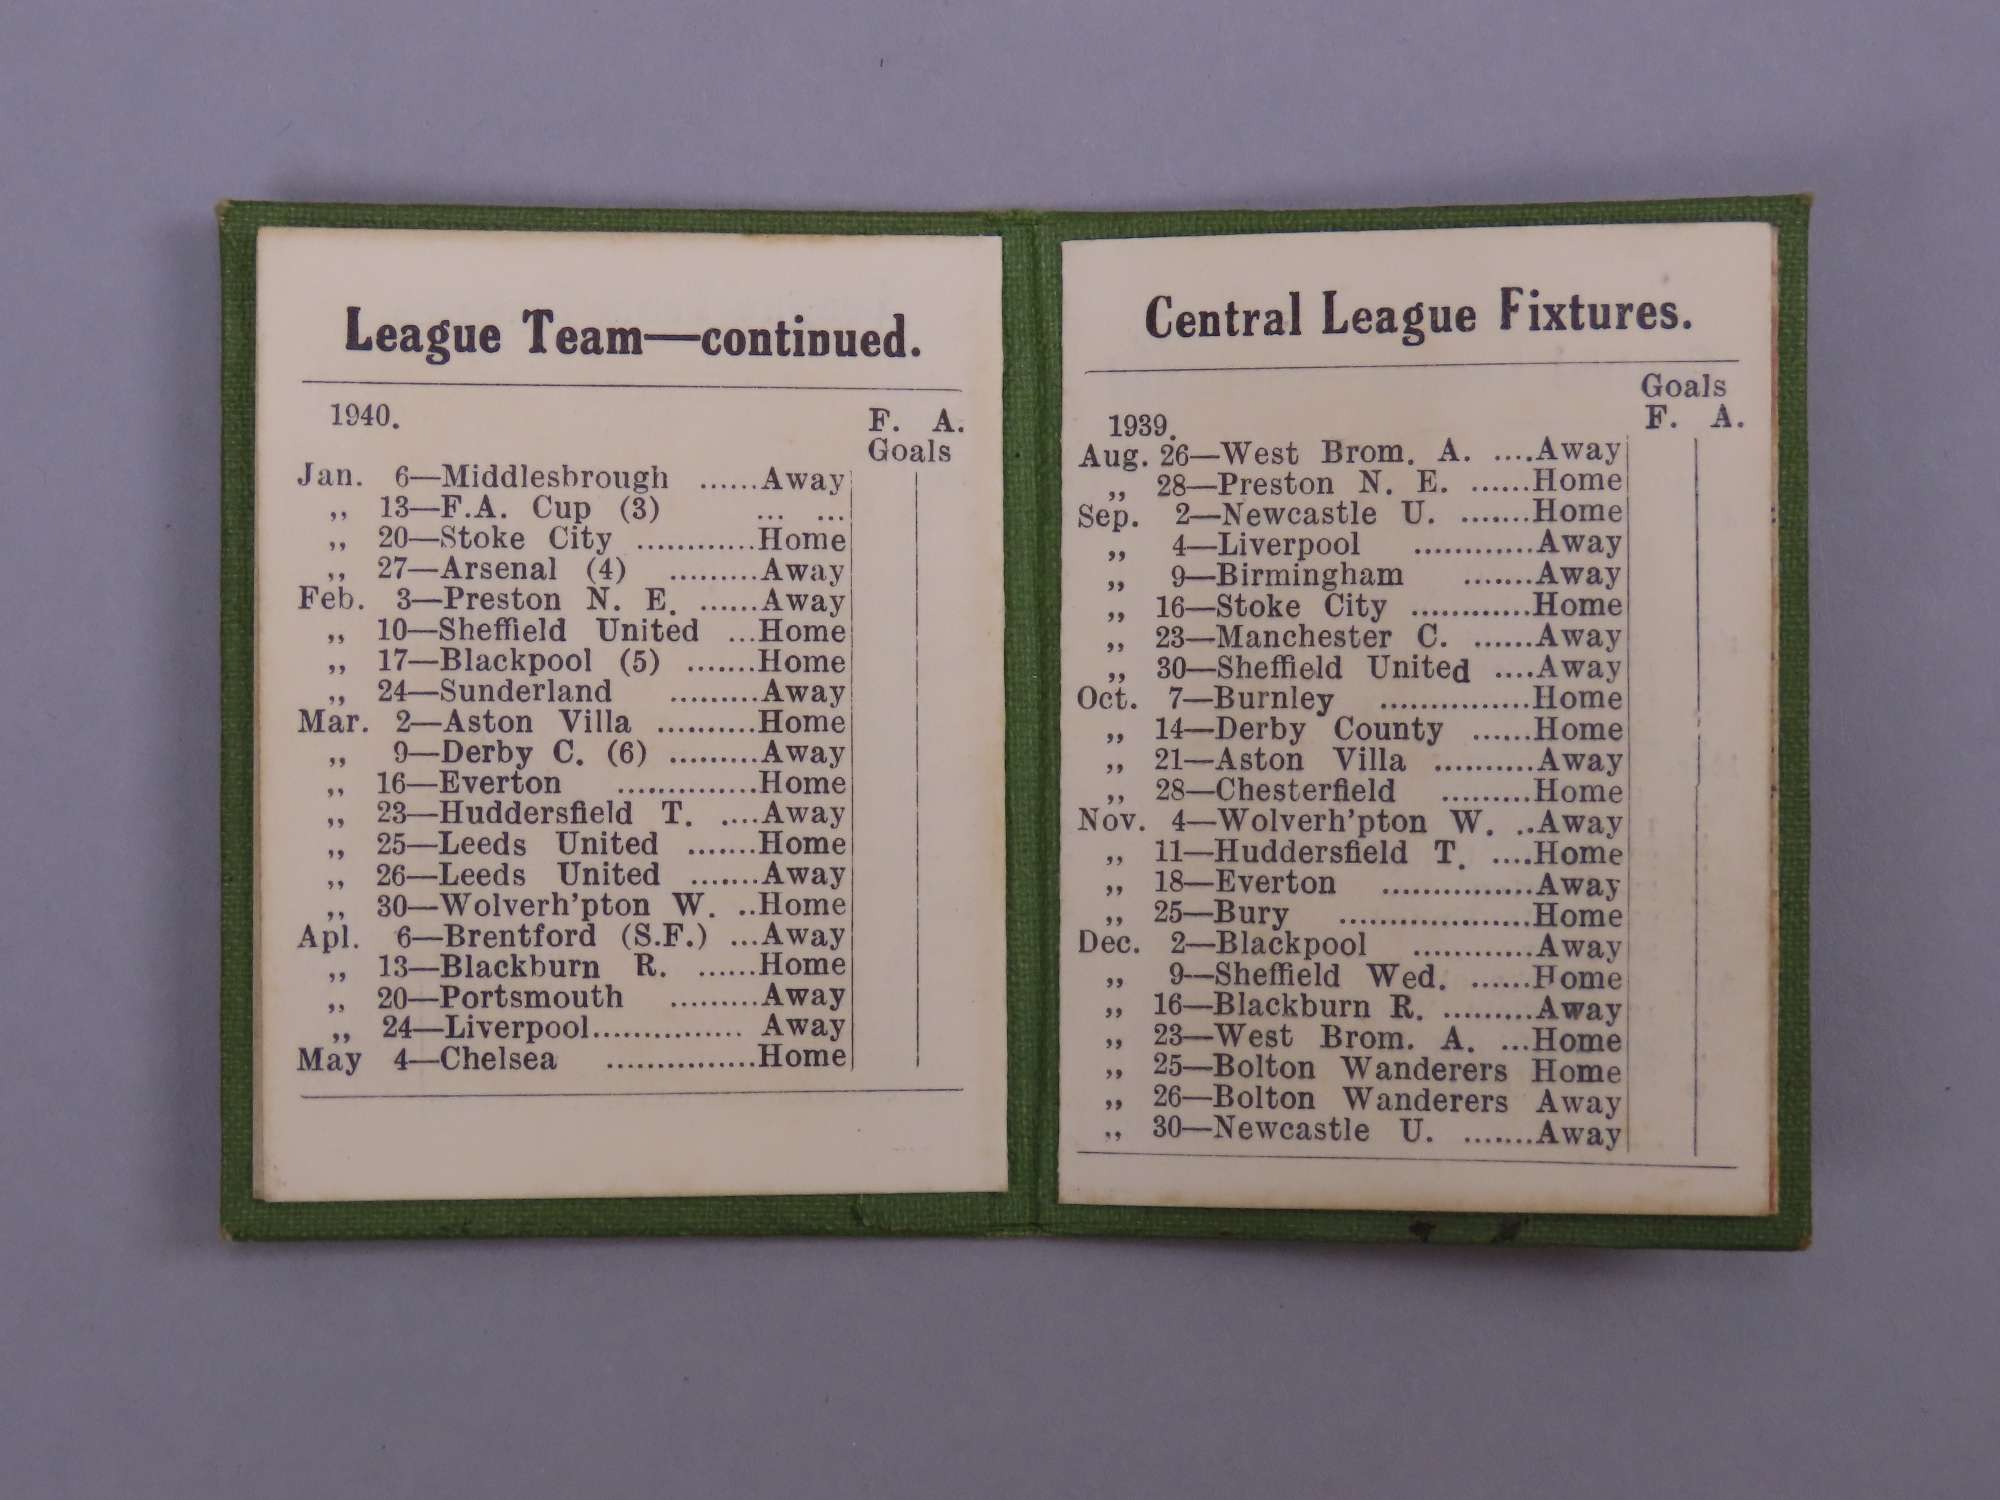 League Team—continued.
1940.
F. A.
Goals
Jan. 6—Middlesbrough ......Away
,, 13—F.A. Cup (3) ... ...
,, 20—Stoke City ............Home
,, 27—Arsenal (4) .........Away
Feb. 3—Preston N. E. ......Away
,, 10—Sheffield United ...Home
,, 17—Blackpool (5) .......Home
,, 24—Sunderland .........Away
Mar. 2—Aston Villa ..........Home
,, 9—Derby C. (6) .........Away
,, 16—Everton ..............Home
,, 23—Huddersfield T. ....Away
,, 25—Leeds United .......Home
,, 26—Leeds United .......Away
,, 30—Wolverh'pton W. ..Home
Apl. 6—Brentford (S.F.) ...Away
,, 13—Blackburn R. ......Home
,, 20—Portsmouth .........Away
,, 24—Liverpool............... Away
May 4—Chelsea ...............Home
Central League Fixtures.
Goals
1939. F. A.
Aug. 26—West Brom. A. ....Away
,, 28—Preston N. E. ......Home
Sep. 2—Newcastle U. .......Home
,, 4—Liverpool ............Away
,, 9—Birmingham .......Away
,, 16—Stoke City ............Home
,, 23—Manchester C. ......Away
,, 30—Sheffield United ....Away
Oct. 7—Burnley ...............Home
,, 14—Derby County ......Home
,, 21—Aston Villa ..........Away
,, 28—Chesterfield .........Home
Nov. 4—Wolverh'pton W. ..Away
,, 11—Huddersfield T. ....Home
,, 18—Everton ...............Away
,, 25—Bury ...................Home
Dec. 2—Blackpool ............Away
,, 9—Sheffield Wed. ......Home
,, 16—Blackburn R. .........Away
,, 23—West Brom. A. ...Home
,, 25—Bolton Wanderers Home
,, 26—Bolton Wanderers Away
,, 30—Newcastle U. .......Away